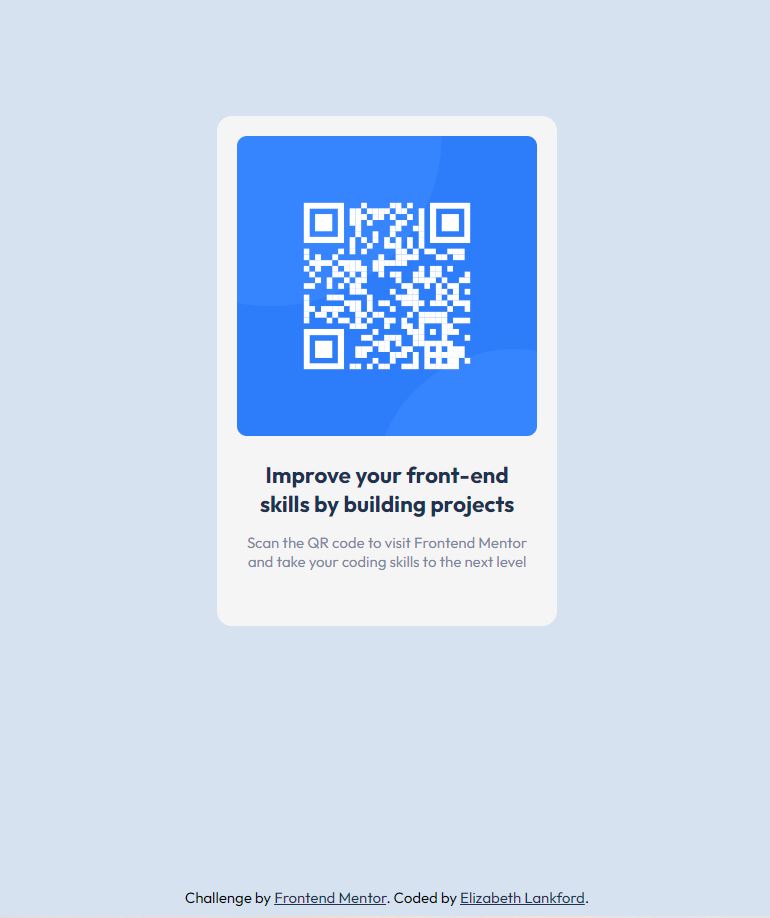 Improve your front-end
skills by building projects
Scan the QR code to visit Frontend Mentor
and take your coding skills to the next level
Challenge by Frontend Mentor. Coded by Elizabeth Lankford.